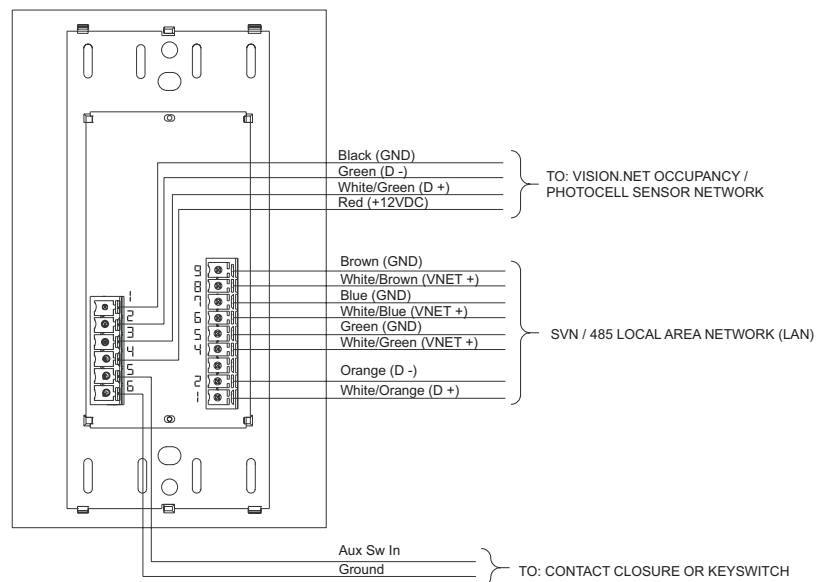 Black (GND)
Green (D -)
White/Green (D +)
Red (+12VDC)
TO: VISION.NET OCCUPANCY /
PHOTOCELL SENSOR NETWORK
Brown (GND)
White/Brown (VNET +)
Blue (GND)
White/Blue (VNET +)
Green (GND)
White/Green (VNET +)
Orange (D -)
White/Orange (D +)
SVN / 485 LOCAL AREA NETWORK (LAN)
1
2
3
4
5
6
9
8
7
6
5
4
2
1
Aux Sw In
Ground
TO: CONTACT CLOSURE OR KEYSWITCH